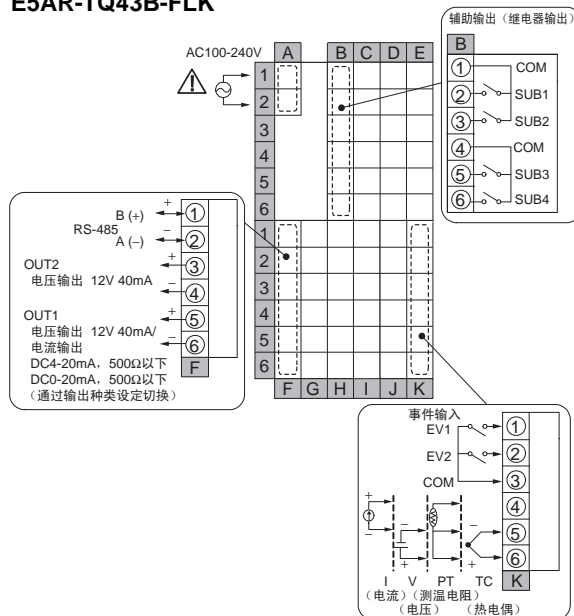 E5AR-TQ43B-FLK
辅助输出（继电器输出）
B
① COM
② SUB1
③ SUB2
④ COM
⑤ SUB3
⑥ SUB4
AC100-240V
A B C D E
1
2
3
4
5
6
1
2
3
4
5
6
F G H I J K
+
B (+) ①
RS-485
A (−) ②
−
OUT2 + ③
电压输出 12V 40mA
− ④
OUT1 + ⑤
电压输出 12V 40mA/
电流输出 − ⑥
DC4-20mA，500Ω以下
DC0-20mA，500Ω以下
（通过输出种类设定切换）
F
事件输入
EV1 ①
EV2 ②
COM ③
④
+ − − ⑤
− + + ⑥
I V PT TC K
（电流）（测温电阻）
（电压） （热电偶）